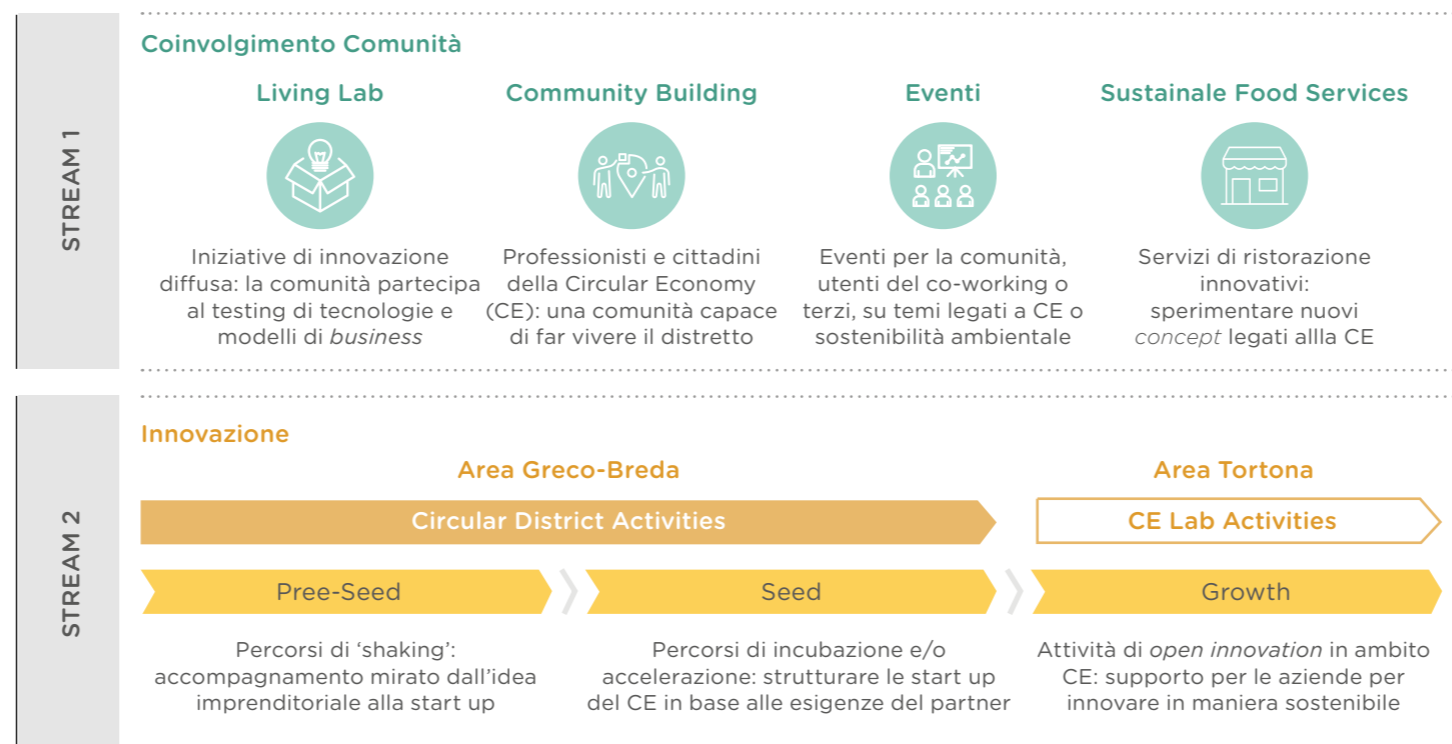 STREAM 1
Coinvolgimento Comunità
Living Lab
Iniziative di innovazione
diffusa: la comunità partecipa
al testing di tecnologie e
modelli di business
Community Building
Professionisti e cittadini
della Circular Economy
(CE): una comunità capace
di far vivere il distretto
Eventi
Eventi per la comunità,
utenti del co-working o
terzi, su temi legati a CE o
sostenibilità ambientale
Sustainale Food Services
Servizi di ristorazione
innovativi:
sperimentare nuovi
concept legati allla CE
STREAM 2
Innovazione
Area Greco-Breda
Circular District Activities
Area Tortona
CE Lab Activities
Pree-Seed
Percorsi di ‘shaking’:
accompagnamento mirato dall’idea
imprenditoriale alla start up
Seed
Percorsi di incubazione e/o
accelerazione: strutturare le start up
del CE in base alle esigenze del partner
Growth
Attività di open innovation in ambito
CE: supporto per le aziende per
innovare in maniera sostenibile